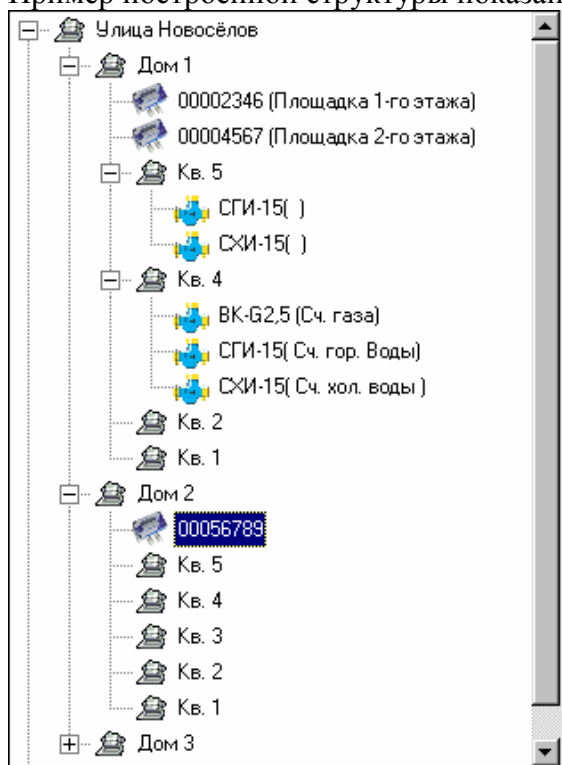 Пример построенной структуры показан
Улица Новосёлов
Дом 1
00002346 (Площадка 1-го этажа)
00004567 (Площадка 2-го этажа)
Кв. 5
СГИ-15( )
СХИ-15( )
Кв. 4
ВК-G2,5 (Сч. газа)
СГИ-15( Сч. гор. Воды)
СХИ-15( Сч. хол. воды )
Кв. 2
Кв. 1
Дом 2
00056789
Кв. 5
Кв. 4
Кв. 3
Кв. 2
Кв. 1
Дом 3